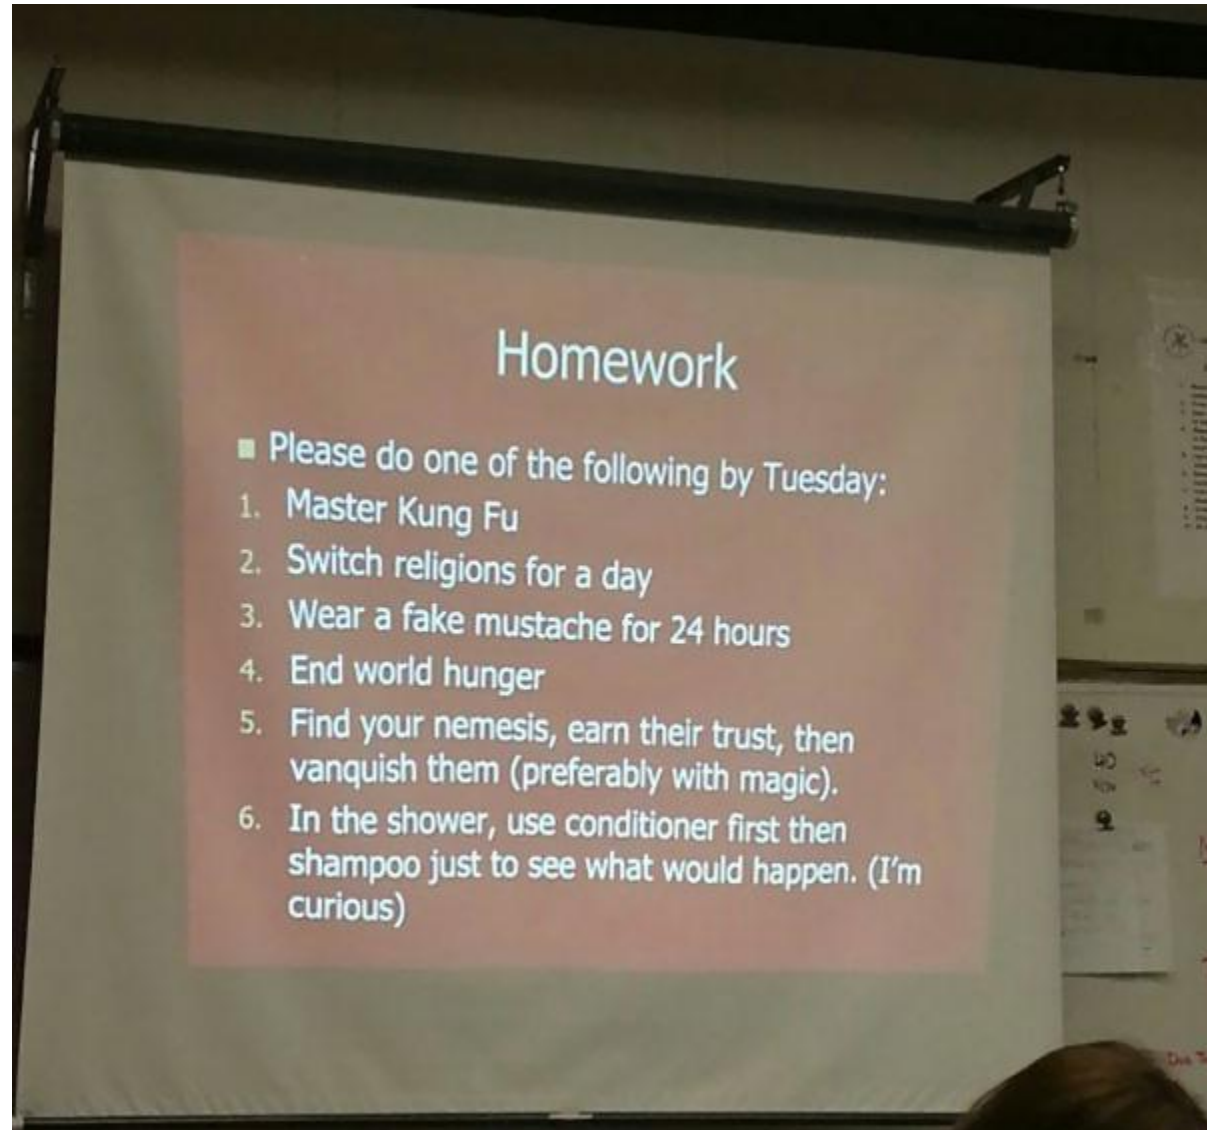 Homework
■ Please do one of the following by Tuesday:
1. Master Kung Fu
2. Switch religions for a day
3. Wear a fake mustache for 24 hours
4. End world hunger
5. Find your nemesis, earn their trust, then
vanquish them (preferably with magic).
6. In the shower, use conditioner first then
shampoo just to see what would happen. (I'm
curious)
Due